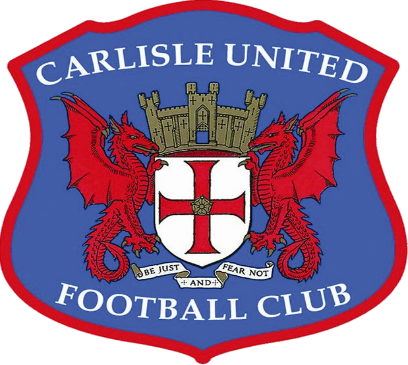 CARLISLE UNITED
BE JUST AND FEAR NOT
FOOTBALL CLUB